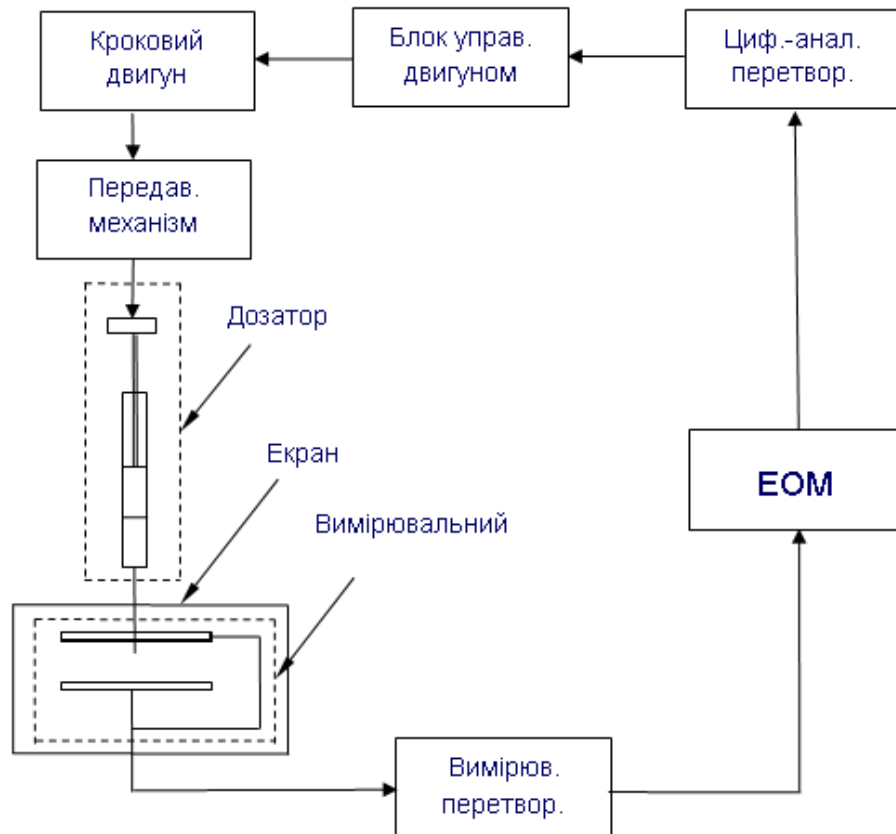 Кроковий
двигун
Блок управ.
двигуном
Циф.-анал.
перетвор.
Передав.
механізм
Дозатор
Екран
ЕОМ
Вимірювальний
Вимірюв.
перетвор.